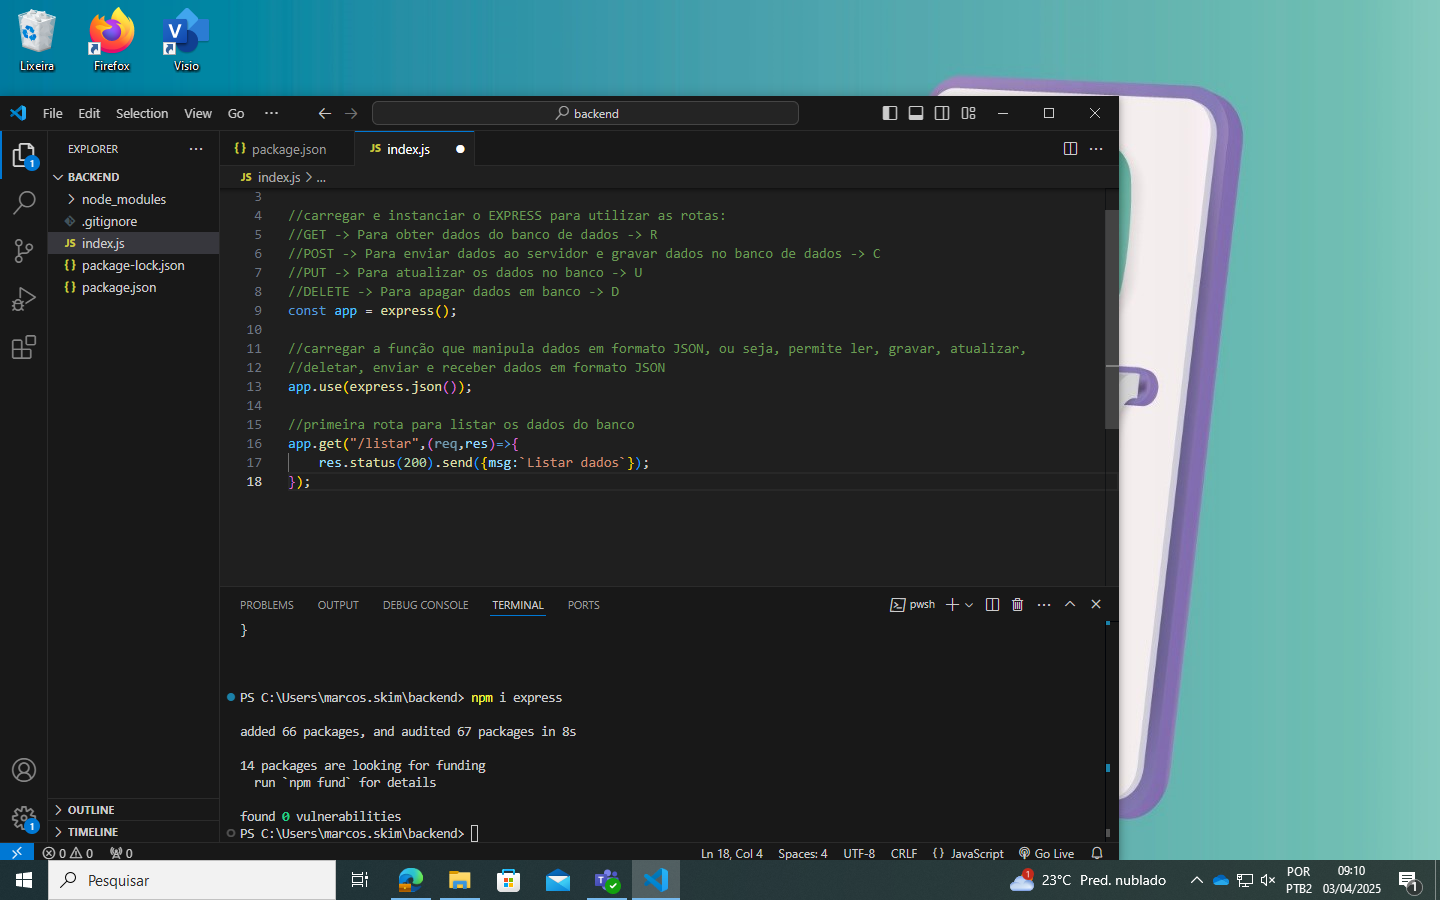 Lixeira
Firefox
Visio
File Edit Selection View Go
backend
EXPLORER
BACKEND
node_modules
.gitignore
JS index.js
{} package-lock.json
{} package.json
OUTLINE
TIMELINE
{} package.json
JS index.js
JS index.js > ...
3
4 //carregar e instanciar o EXPRESS para utilizar as rotas:
5 //GET -> Para obter dados do banco de dados -> R
6 //POST -> Para enviar dados ao servidor e gravar dados no banco de dados -> C
7 //PUT -> Para atualizar os dados no banco -> U
8 //DELETE -> Para apagar dados em banco -> D
9 const app = express();
10
11 //carregar a função que manipula dados em formato JSON, ou seja, permite ler, gravar, atualizar,
12 //deletar, enviar e receber dados em formato JSON
13 app.use(express.json());
14
15 //primeira rota para listar os dados do banco
16 app.get("/listar",(req,res)=>{
17     res.status(200).send({msg:`Listar dados`});
18 });
PROBLEMS OUTPUT DEBUG CONSOLE TERMINAL PORTS
pwsh
}
PS C:\Users\marcos.skim\backend> npm i express
added 66 packages, and audited 67 packages in 8s
14 packages are looking for funding
  run `npm fund` for details
found 0 vulnerabilities
PS C:\Users\marcos.skim\backend>
0 0 0
Ln 18, Col 4 Spaces: 4 UTF-8 CRLF {} JavaScript Go Live
Pesquisar
1
23°C Pred. nublado
POR
PTB2
09:10
03/04/2025
1
1
1